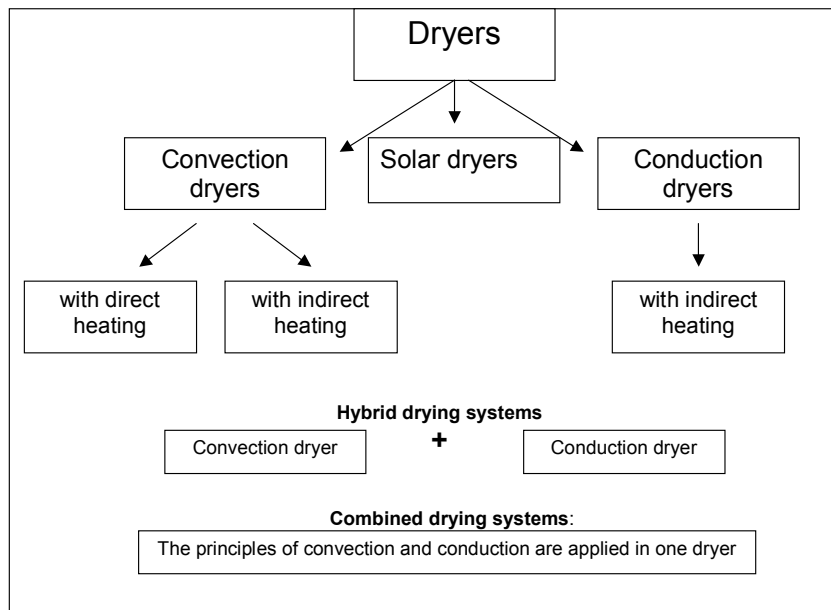 Dryers
Convection
dryers
Solar dryers
Conduction
dryers
with direct
heating
with indirect
heating
with indirect
heating
Hybrid drying systems
Convection dryer
+
Conduction dryer
Combined drying systems:
The principles of convection and conduction are applied in one dryer